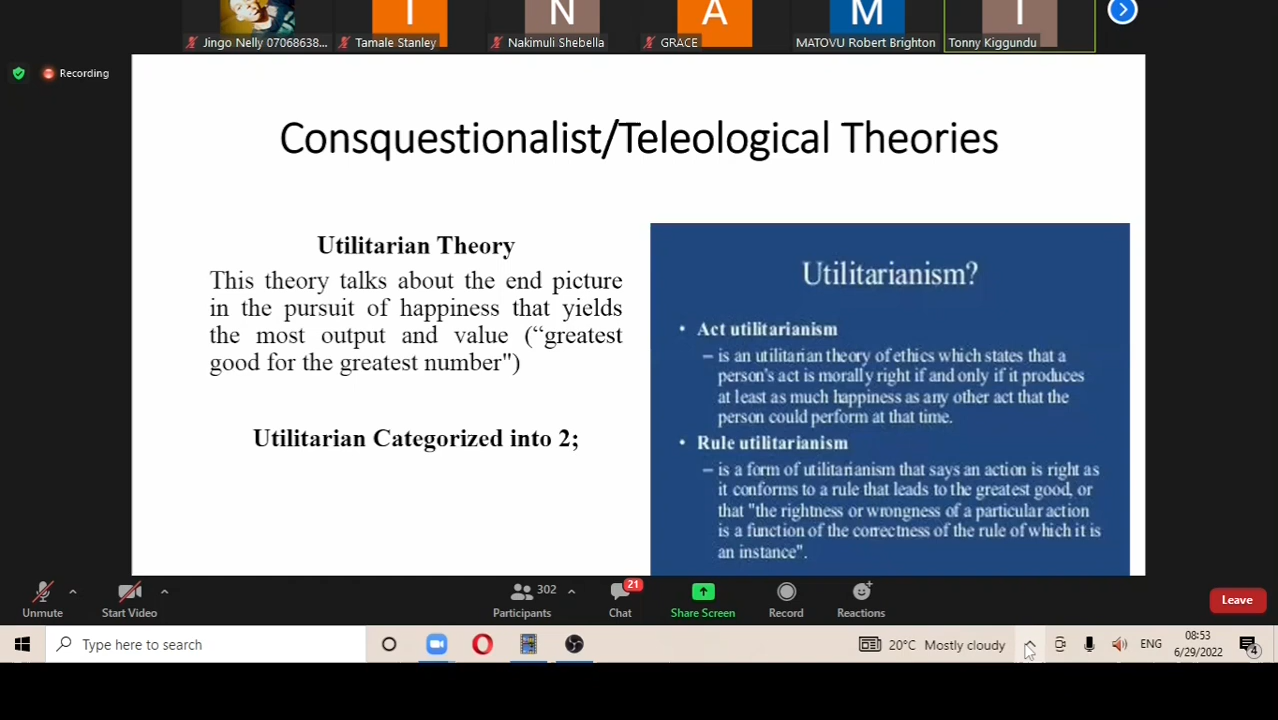 I
N
A
M
T
Jingo Nelly 07068638...
Tamale Stanley
Nakimuli Shebella
GRACE
MATOVU Robert Brighton
Tonny Kiggundu
Recording
Consquestionalist/Teleological Theories
Utilitarian Theory
This theory talks about the end picture
in the pursuit of happiness that yields
the most output and value (“greatest
good for the greatest number")
Utilitarian Categorized into 2;
Utilitarianism?
• Act utilitarianism
– is an utilitarian theory of ethics which states that a
person's act is morally right if and only if it produces
at least as much happiness as any other act that the
person could perform at that time.
• Rule utilitarianism
– is a form of utilitarianism that says an action is right as
it conforms to a rule that leads to the greatest good, or
that "the rightness or wrongness of a particular action
is a function of the correctness of the rule of which it is
an instance".
Unmute
Start Video
302
Participants
21
Chat
Share Screen
Record
Reactions
Leave
Type here to search
20°C Mostly cloudy
ENG
08:53
6/29/2022
4